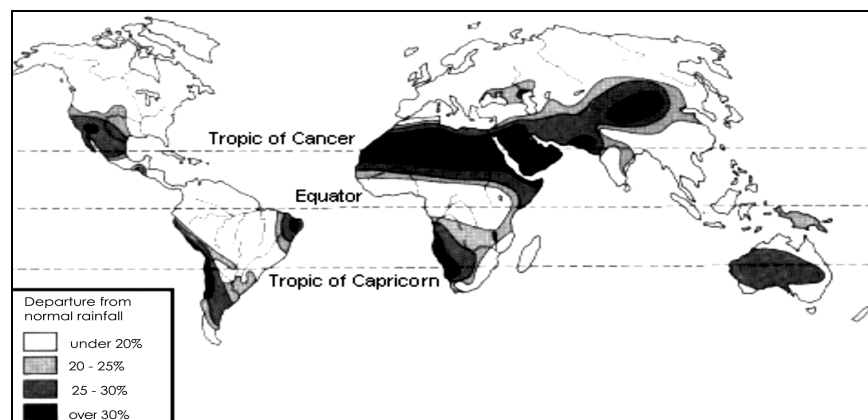 Tropic of Cancer
Equator
Tropic of Capricorn
Departure from
normal rainfall
under 20%
20 - 25%
25 - 30%
over 30%